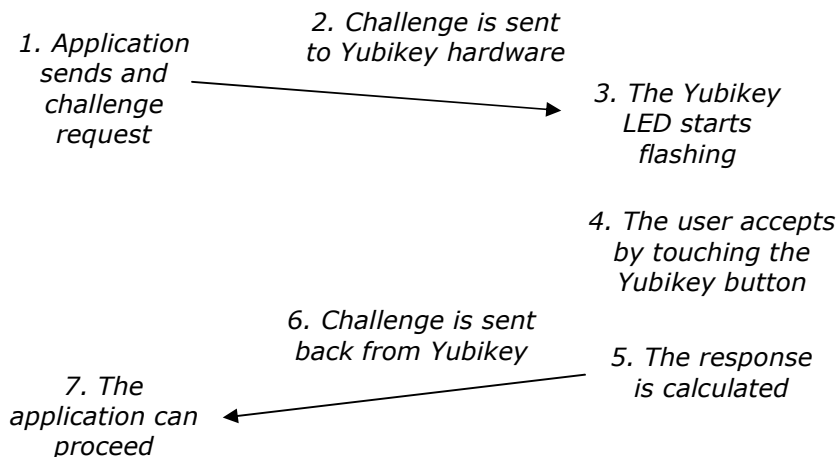 1. Application
sends and
challenge
request
2. Challenge is sent
to Yubikey hardware
3. The Yubikey
LED starts
flashing
4. The user accepts
by touching the
Yubikey button
5. The response
is calculated
6. Challenge is sent
back from Yubikey
7. The
application can
proceed